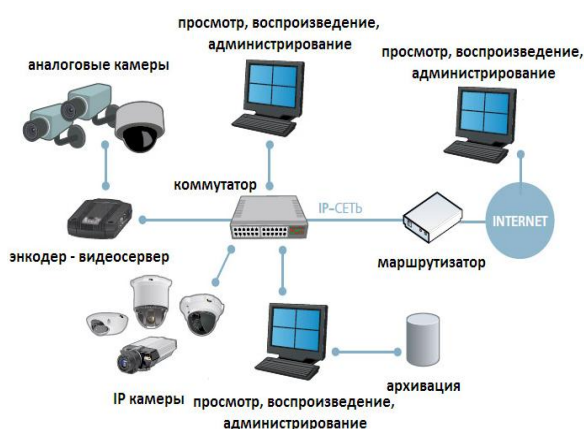 просмотр, воспроизведение,
администрирование
просмотр, воспроизведение,
администрирование
аналоговые камеры
коммутатор
IP-СЕТЬ
INTERNET
энкодер - видеосервер
маршрутизатор
IP камеры
просмотр, воспроизведение,
администрирование
архивация